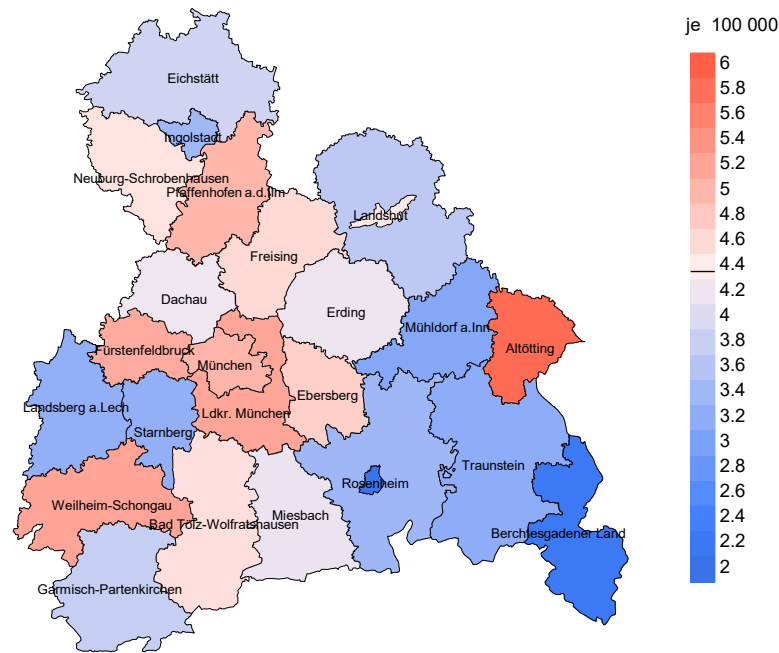 je 100 000
Eichstätt
Ingolstadt
Neuburg-Schrobenhausen
Pfaffenhofen a.d.Ilm
Landshut
Freising
Dachau
Erding
Mühldorf a.Inn
Altötting
Fürstenfeldbruck
München
Ebersberg
Landsberg a.Lech
Ldkr. München
Starnberg
Traunstein
Rosenheim
Weilheim-Schongau
Miesbach
Bad Tölz-Wolfratshausen
Berchtesgadener Land
Garmisch-Partenkirchen
6
5.8
5.6
5.4
5.2
5
4.8
4.6
4.4
4.2
4
3.8
3.6
3.4
3.2
3
2.8
2.6
2.4
2.2
2